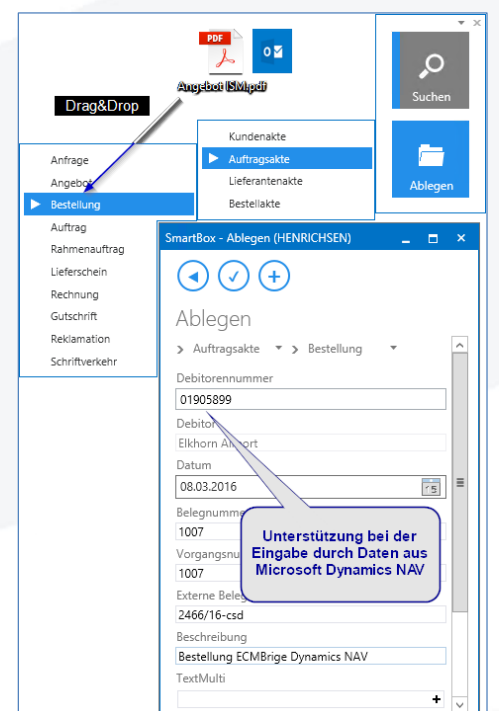 PDF
Angebot ISM.pdf
Drag&Drop
Suchen
Ablegen
Kundenakte
Auftragsakte
Lieferantenakte
Bestellakte
Anfrage
Angebot
Bestellung
Auftrag
Rahmenauftrag
Lieferschein
Rechnung
Gutschrift
Reklamation
Schriftverkehr
SmartBox - Ablegen (HENRICHSEN)
Ablegen
Auftragsakte
Bestellung
Debitorennummer
01905899
Debitor
Elkhorn Airport
Datum
08.03.2016
15
Belegnumme
1007
Vorgangsnu
1007
Externe Beleg
2466/16-csd
Beschreibung
Bestellung ECMBrige Dynamics NAV
TextMulti
Unterstützung bei der
Eingabe durch Daten aus
Microsoft Dynamics NAV